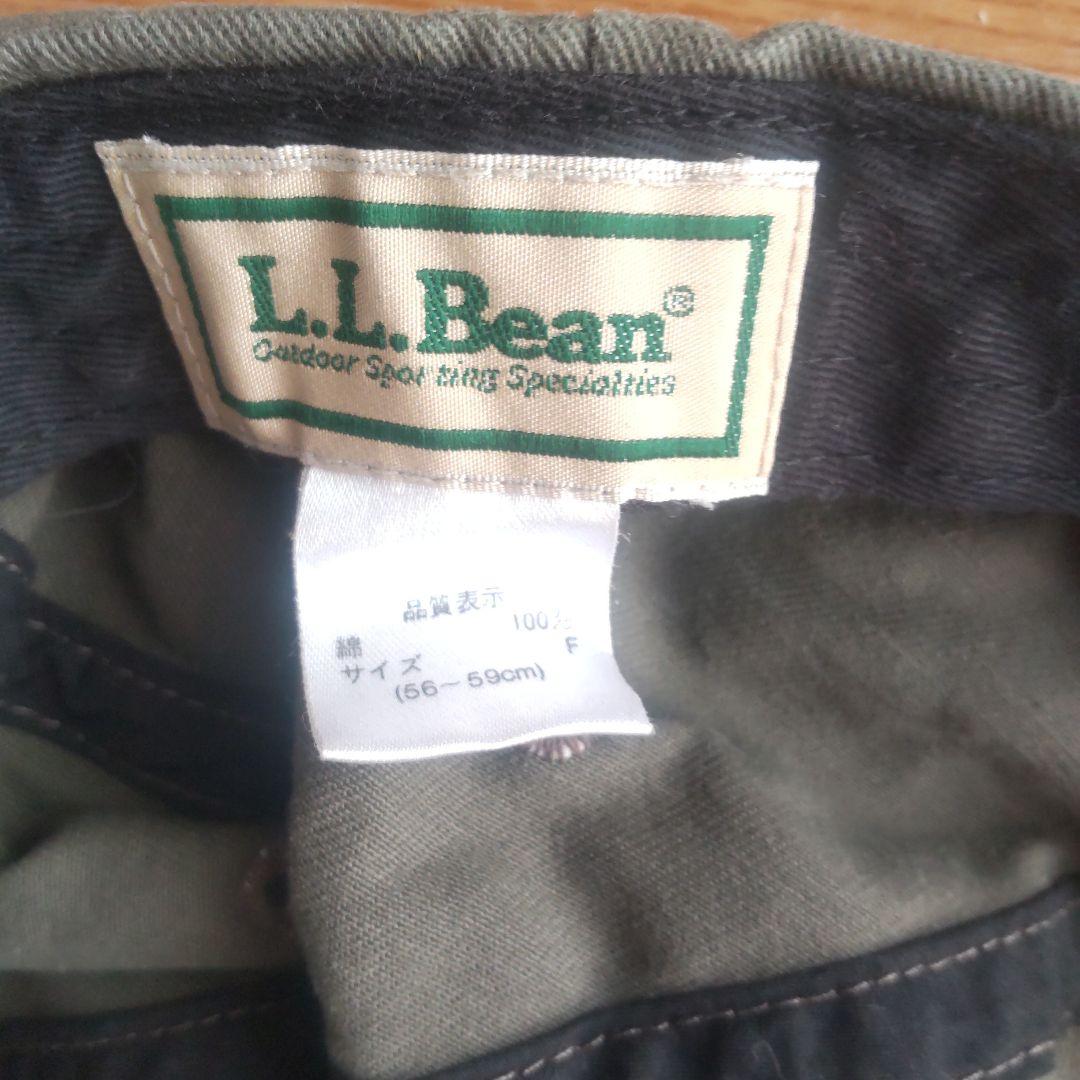 L.L.Bean®
Outdoor Sporting Specialties
品質表示
綿 100%
サイズ F
(56～59cm)